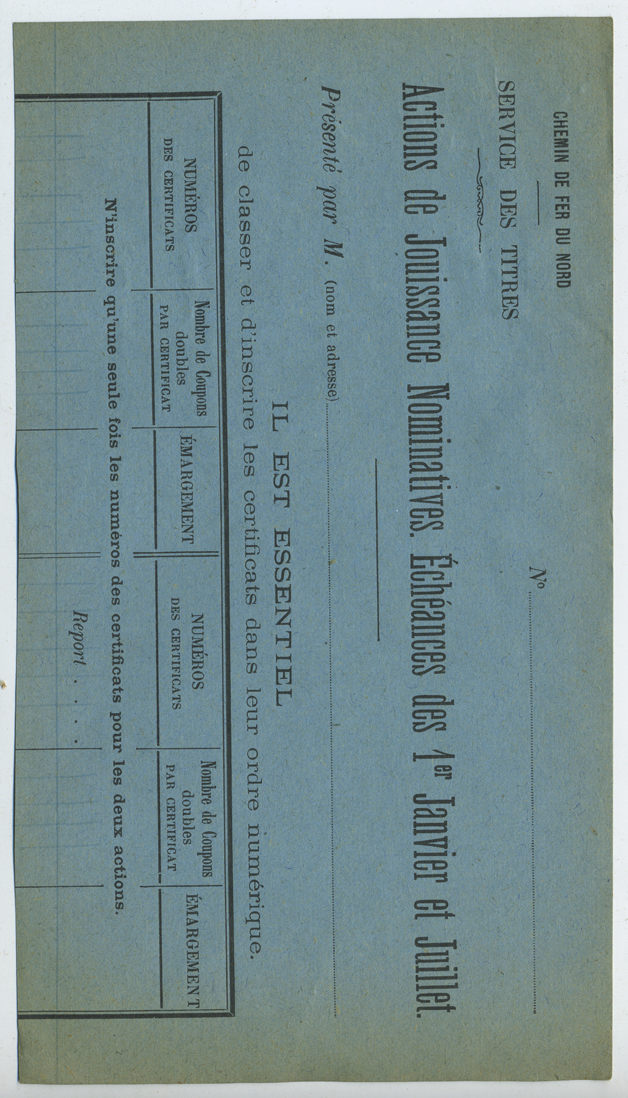 CHEMIN DE FER DU NORD
SERVICE DES TITRES
Nº
Actions de Jouissance Nominatives. Échéances des 1er Janvier et Juillet.
Présenté par M. (nom et adresse)
IL EST ESSENTIEL
de classer et d'inscrire les certificats dans leur ordre numérique.
NUMÉROS
DES CERTIFICATS
Nombre de Coupons
doubles
PAR CERTIFICAT
ÉMARGEMENT
NUMÉROS
DES CERTIFICATS
Nombre de Coupons
doubles
PAR CERTIFICAT
ÉMARGEMENT
N'inscrire qu'une seule fois les numéros des certificats pour les deux actions.
Report . . . .